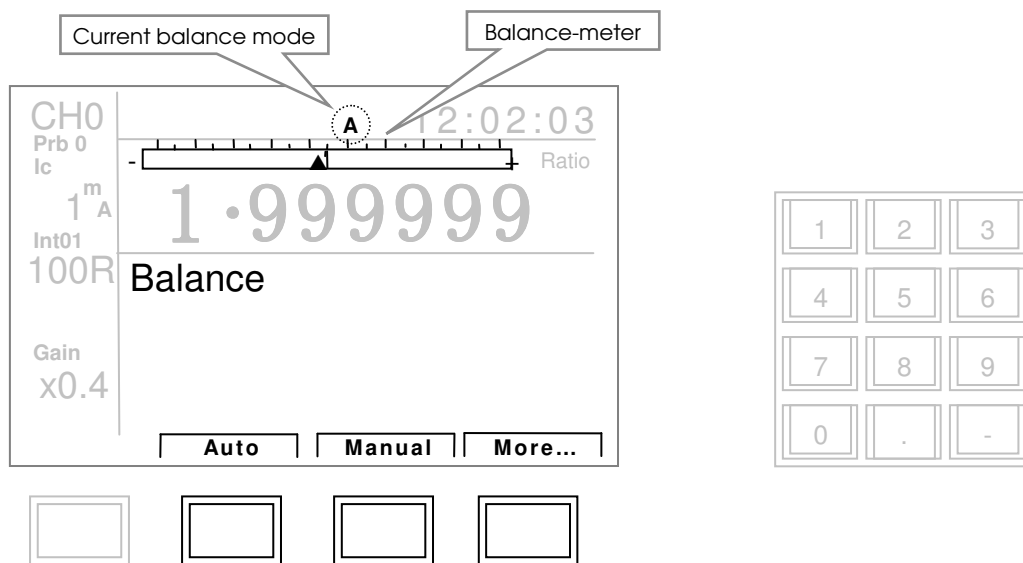 Current balance mode
Balance-meter
CH0
A
12:02:03
Prb 0
Ic
-
+
Ratio
1 m A
1·999999
Int01
100R
Balance
Gain
x0.4
Auto
Manual
More...
1 2 3
4 5 6
7 8 9
0 . -